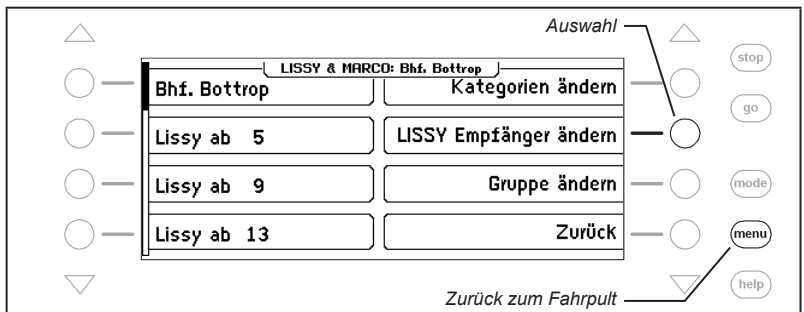 Auswahl
stop
LISSY & MARCO: Bhf. Bottrop
Bhf. Bottrop
Kategorien ändern
go
Lissy ab 5
LISSY Empfänger ändern
Lissy ab 9
Gruppe ändern
mode
Lissy ab 13
Zurück
menu
help
Zurück zum Fahrpult